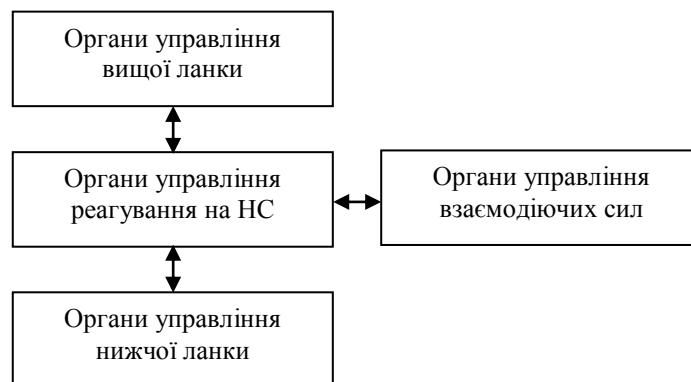 Органи управління
вищої ланки
Органи управління
реагування на НС
Органи управління
взаємодіючих сил
Органи управління
нижчої ланки